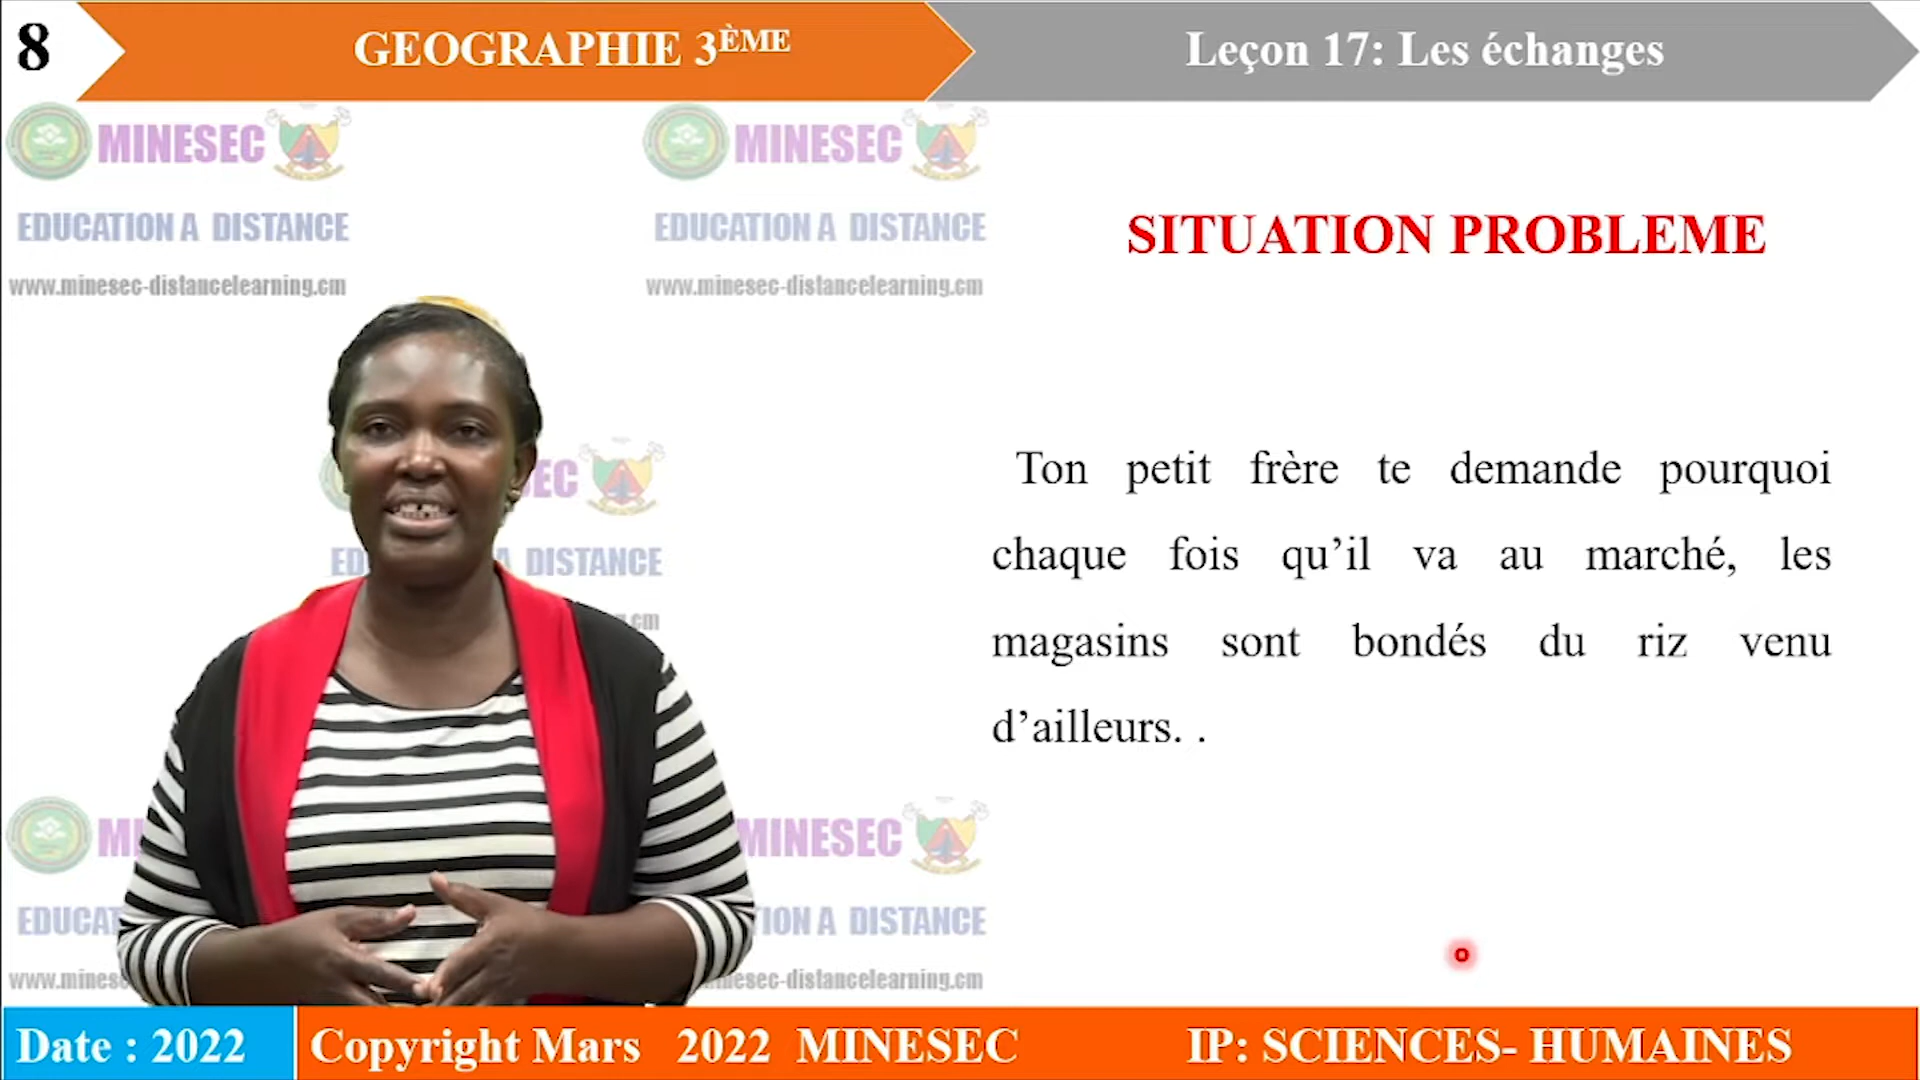 8
GEOGRAPHIE 3ÈME
Leçon 17: Les échanges
MINESEC
EDUCATION A DISTANCE
www.minesec-distancelearning.cm
MINESEC
EDUCATION A DISTANCE
www.minesec-distancelearning.cm
SITUATION PROBLEME
Ton petit frère te demande pourquoi
chaque fois qu’il va au marché, les
magasins sont bondés du riz venu
d’ailleurs. .
DISTANCE
MINESEC
DISTANCE
Date : 2022
Copyright Mars 2022 MINESEC
IP: SCIENCES- HUMAINES